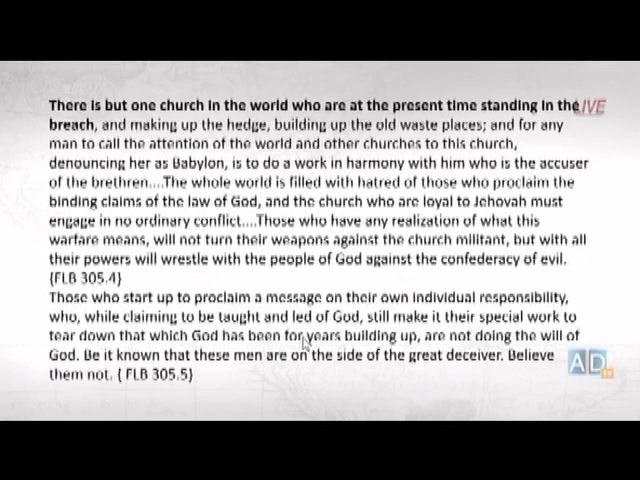 There is but one church in the world who are at the present time standing in the
LIVE
breach, and making up the hedge, building up the old waste places; and for any
man to call the attention of the world and other churches to this church,
denouncing her as Babylon, is to do a work in harmony with him who is the accuser
of the brethren....The whole world is filled with hatred of those who proclaim the
binding claims of the law of God, and the church who are loyal to Jehovah must
engage in no ordinary conflict....Those who have any realization of what this
warfare means, will not turn their weapons against the church militant, but with all
their powers will wrestle with the people of God against the confederacy of evil.
{FLB 305.4}
Those who start up to proclaim a message on their own individual responsibility,
who, while claiming to be taught and led of God, still make it their special work to
tear down that which God has been for years building up, are not doing the will of
God. Be it known that these men are on the side of the great deceiver. Believe
them not. { FLB 305.5}
AD
TV